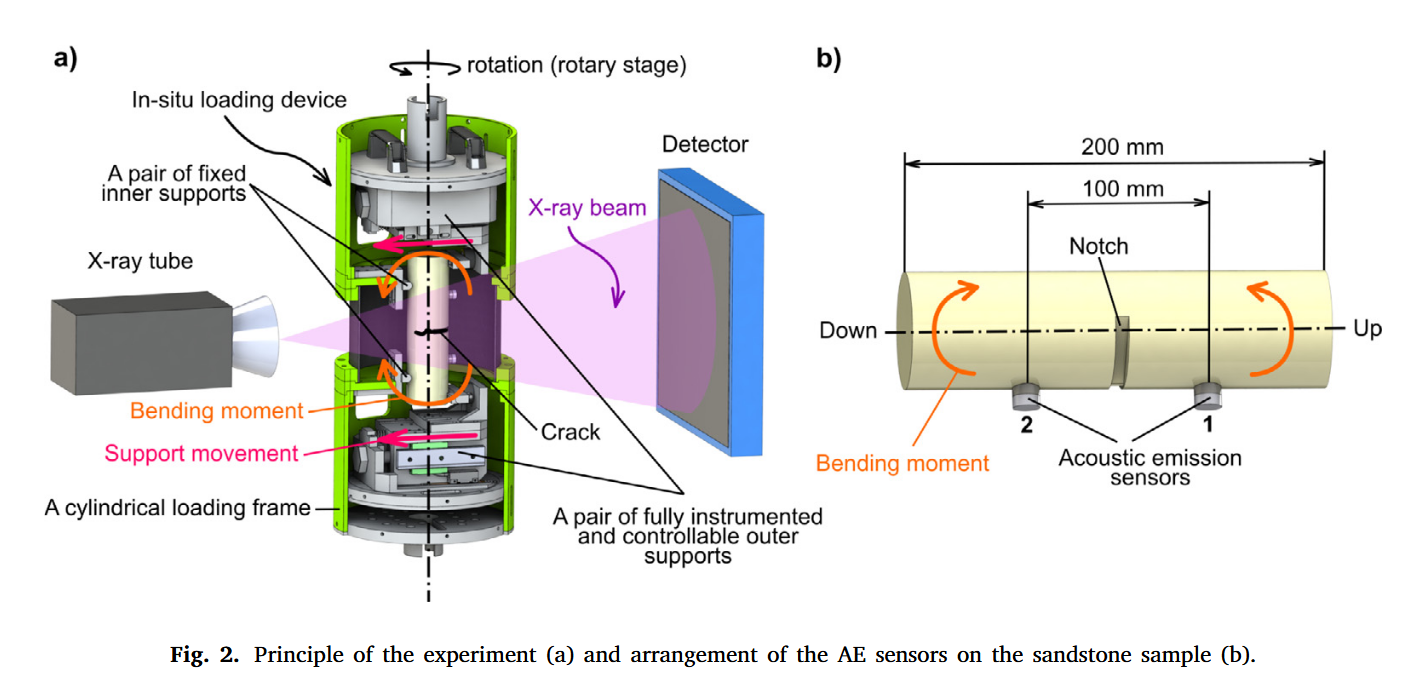 a)
rotation (rotary stage)
In-situ loading device
A pair of fixed
inner supports
Detector
X-ray beam
X-ray tube
Bending moment
Crack
Support movement
A cylindrical loading frame
A pair of fully instrumented
and controllable outer
supports
b)
200 mm
100 mm
Notch
Down
Up
2
1
Bending moment
Acoustic emission
sensors
Fig. 2. Principle of the experiment (a) and arrangement of the AE sensors on the sandstone sample (b).